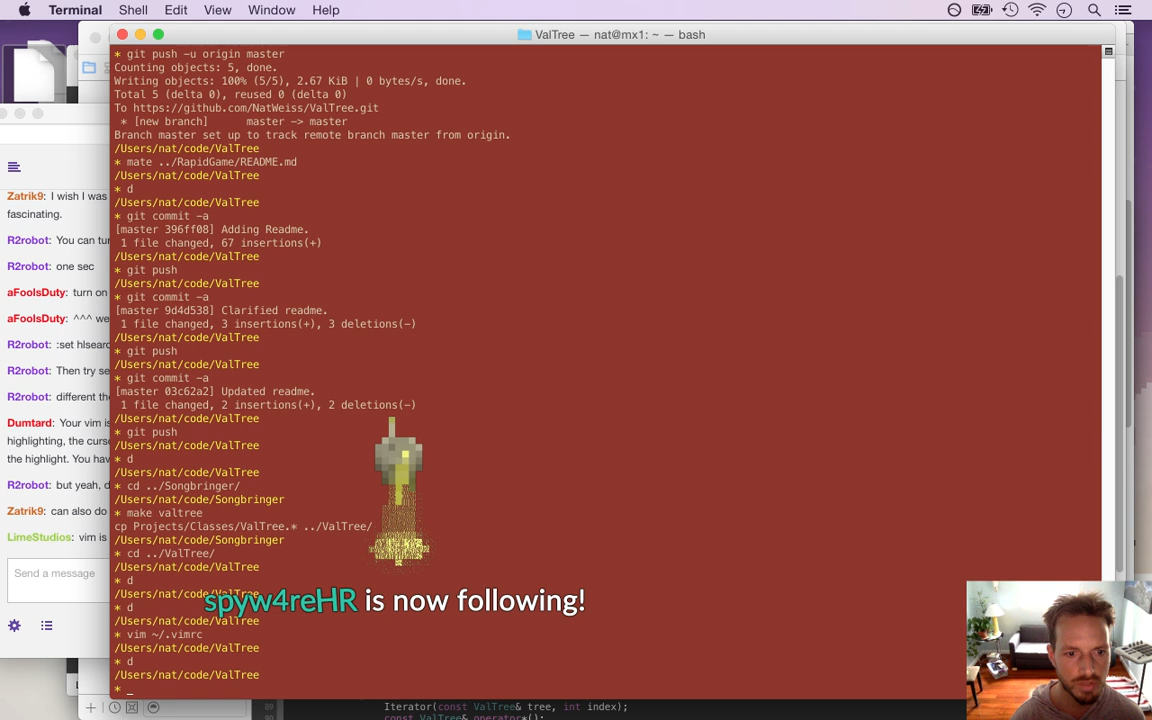 Terminal Shell Edit View Window Help
ValTree — nat@mx1: ~ — bash
* git push -u origin master
Counting objects: 5, done.
Writing objects: 100% (5/5), 2.67 KiB | 0 bytes/s, done.
Total 5 (delta 0), reused 0 (delta 0)
To https://github.com/NatWeiss/ValTree.git
* [new branch] master -> master
Branch master set up to track remote branch master from origin.
/Users/nat/code/ValTree
* mate ../RapidGame/README.md
/Users/nat/code/ValTree
* d
/Users/nat/code/ValTree
* git commit -a
[master 396ff08] Adding Readme.
1 file changed, 67 insertions(+)
/Users/nat/code/ValTree
* git push
/Users/nat/code/ValTree
* git commit -a
[master 9d4d538] Clarified readme.
1 file changed, 3 insertions(+), 3 deletions(-)
/Users/nat/code/ValTree
* git push
/Users/nat/code/ValTree
* git commit -a
[master 03c62a2] Updated readme.
1 file changed, 2 insertions(+), 2 deletions(-)
/Users/nat/code/ValTree
* git push
/Users/nat/code/ValTree
* d
/Users/nat/code/ValTree
* cd ../Songbringer/
/Users/nat/code/Songbringer
* make valtree
cp Projects/Classes/ValTree.* ../ValTree/
/Users/nat/code/Songbringer
* cd ../ValTree/
/Users/nat/code/ValTree
* d
/Users/nat/code/ValTree
* d
/Users/nat/code/ValTree
* vim ~/.vimrc
/Users/nat/code/ValTree
* d
/Users/nat/code/ValTree
* _
spyw4reHR is now following!
Zatrik9: I wish I was
fascinating.
R2robot: You can tu
R2robot: one sec
aFoolsDuty: turn on
aFoolsDuty: ^^^ we
R2robot: :set hlsearc
R2robot: Then try se
R2robot: different th
Dumtard: Your vim is
highlighting, the curs
the highlight. You hav
R2robot: but yeah, d
Zatrik9: can also do
LimeStudios: vim is
Send a message
89 Iterator(const ValTree& tree, int index);
90 const ValTree& operator*();